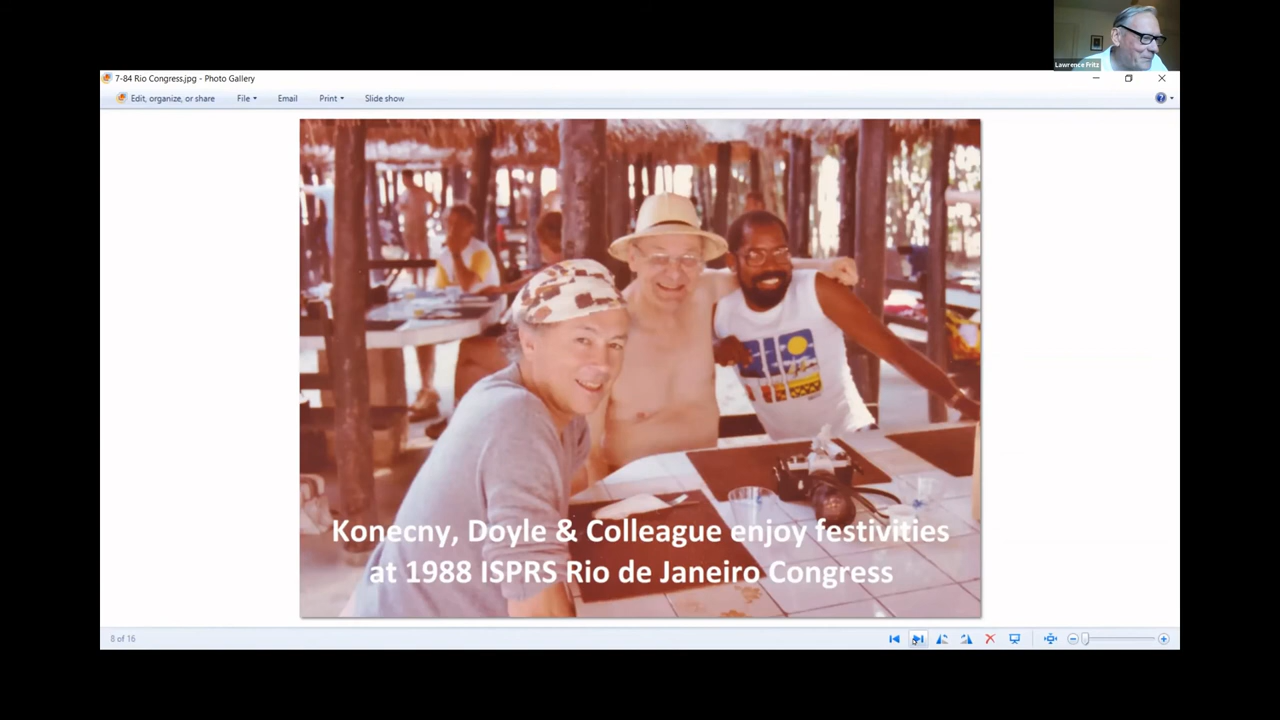 Lawrence Fritz
7-84 Rio Congress.jpg - Photo Gallery
Edit, organize, or share File Email Print Slide show
Konecny, Doyle & Colleague enjoy festivities
at 1988 ISPRS Rio de Janeiro Congress
8 of 16